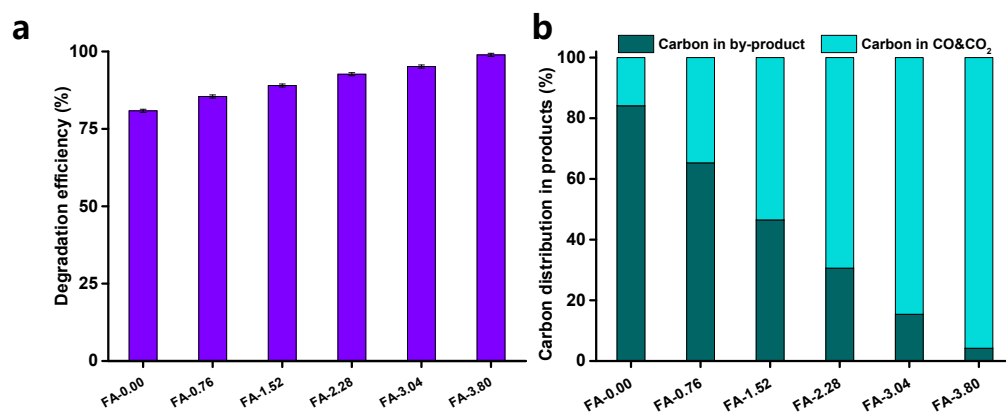 a
Degradation efficiency (%)
100
75
50
25
0
FA-0.00
FA-0.76
FA-1.52
FA-2.28
FA-3.04
FA-3.80
b
Carbon in by-product
Carbon in CO&CO₂
Carbon distribution in products (%)
100
80
60
40
20
0
FA-0.00
FA-0.76
FA-1.52
FA-2.28
FA-3.04
FA-3.80